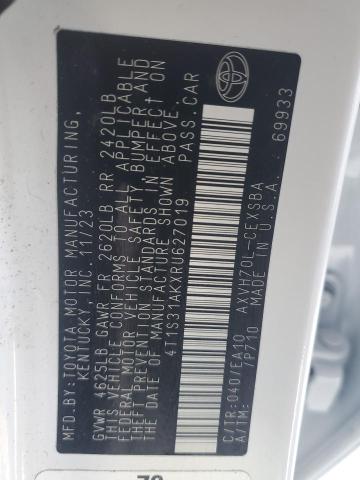 MFD.BY:TOYOTA MOTOR MANUFACTURING,
KENTUCKY, INC. 11/23
GVWR 4625LB GAWR FR 2620LB RR 2420LB
THIS VEHICLE CONFORMS TO ALL APPLICABLE
FEDERAL MOTOR VEHICLE SAFETY, BUMPER, AND
THEFT PREVENTION STANDARDS IN EFFECT ON
THE DATE OF MANUFACTURE SHOWN ABOVE.
4T1S31AKXRU627019 PASS.CAR
C/TR:040/EA10 AXVH70L-CEXSBA
A/TM: /P710 MADE IN U.S.A.
69933